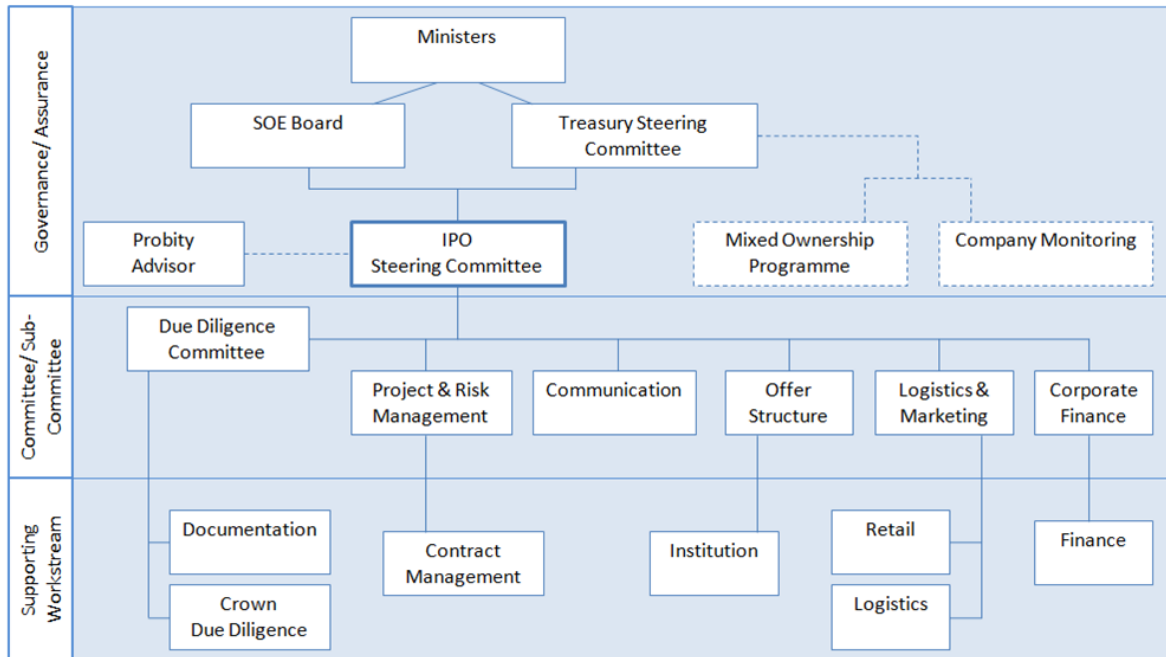 Governance/ Assurance
Ministers
SOE Board
Treasury Steering
Committee
Probity
Advisor
IPO
Steering Committee
Mixed Ownership
Programme
Company Monitoring
Committee/ Sub-
Committee
Due Diligence
Committee
Project & Risk
Management
Communication
Offer
Structure
Logistics &
Marketing
Corporate
Finance
Supporting
Workstream
Documentation
Crown
Due Diligence
Contract
Management
Institution
Retail
Logistics
Finance